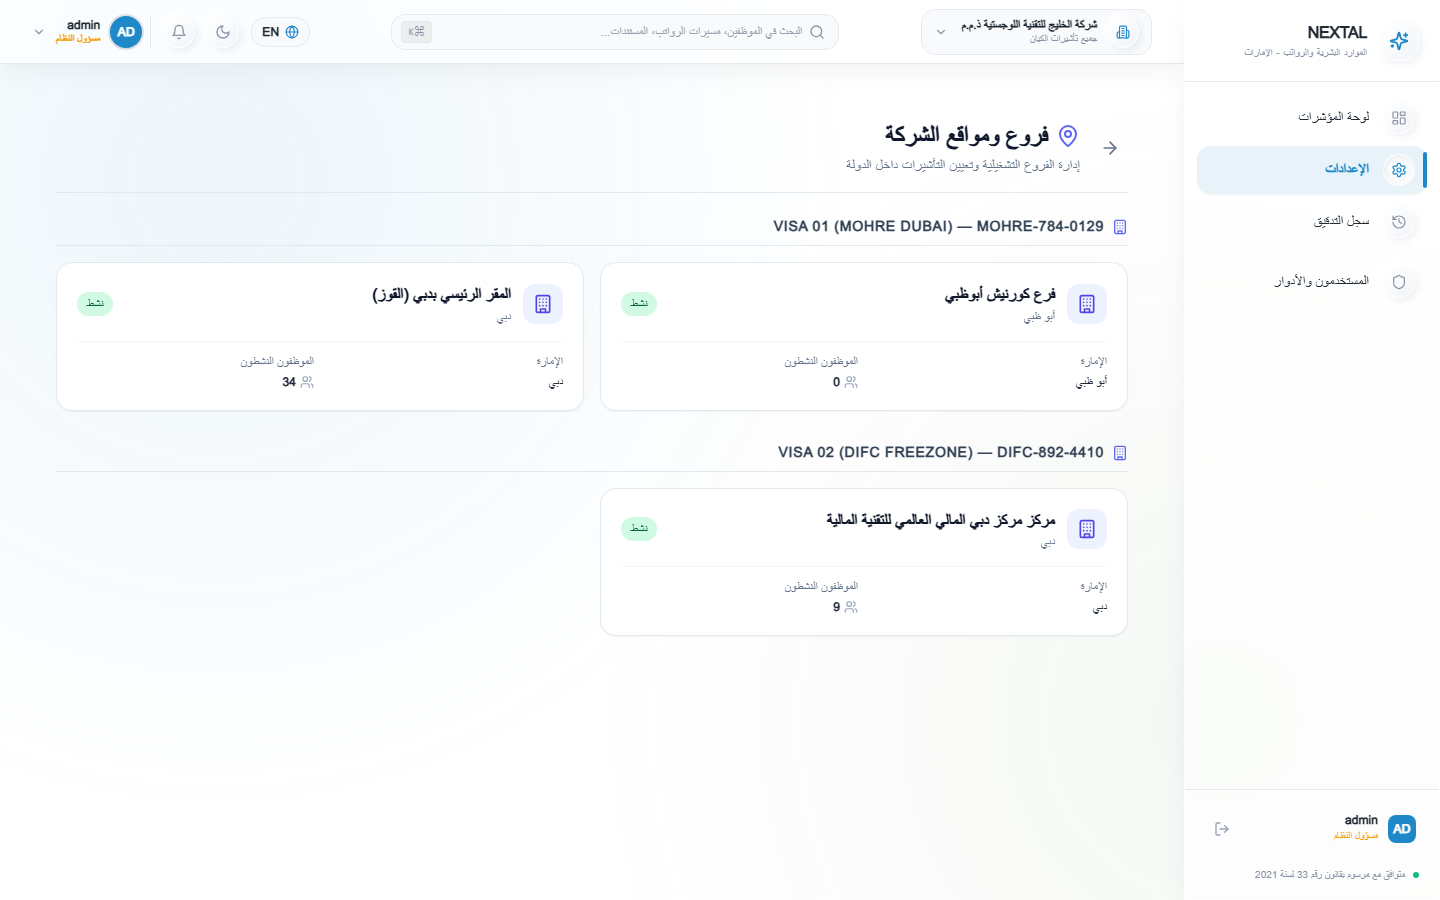 NEXTAL
الموارد البشرية والرواتب - الإمارات
شركة الخليج للتقنية اللوجستية ذ.م.م
جميع تأشيرات الكيان
البحث في الموظفين، مسيرات الرواتب، المستندات...
⌘K
EN
AD
admin
مسؤول النظام
لوحة المؤشرات
الإعدادات
سجل التدقيق
المستخدمون والأدوار
فروع ومواقع الشركة
إدارة الفروع التشغيلية وتعيين التأشيرات داخل الدولة
VISA 01 (MOHRE DUBAI) — MOHRE-784-0129
فرع كورنيش أبوظبي
أبو ظبي
نشط
الإمارة
أبو ظبي
الموظفون النشطون
0
المقر الرئيسي بدبي (القوز)
دبي
نشط
الإمارة
دبي
الموظفون النشطون
34
VISA 02 (DIFC FREEZONE) — DIFC-892-4410
مركز مركز دبي المالي العالمي للتقنية المالية
دبي
نشط
الإمارة
دبي
الموظفون النشطون
9
AD
admin
مسؤول النظام
متوافق مع مرسوم بقانون رقم 33 لسنة 2021